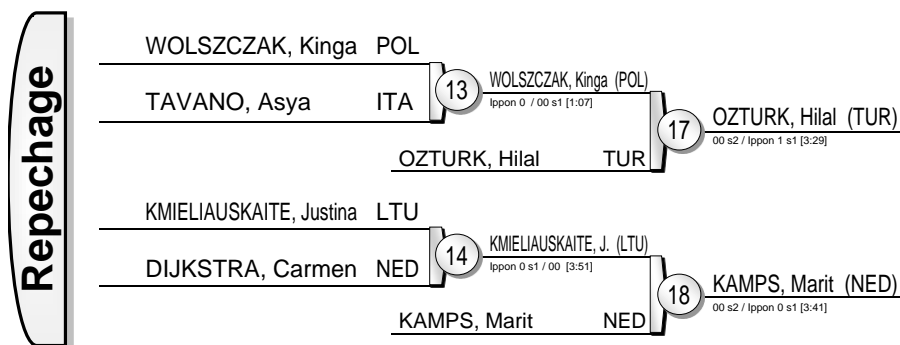 Repechage
WOLSZCZAK, Kinga POL
TAVANO, Asya ITA
13
WOLSZCZAK, Kinga (POL)
Ippon 0 / 00 s1 [1:07]
OZTURK, Hilal TUR
17
OZTURK, Hilal (TUR)
00 s2 / Ippon 1 s1 [3:29]
KMIELIAUSKAITE, Justina LTU
DIJKSTRA, Carmen NED
14
KMIELIAUSKAITE, J. (LTU)
Ippon 0 s1 / 00 [3:51]
KAMPS, Marit NED
18
KAMPS, Marit (NED)
00 s2 / Ippon 0 s1 [3:41]